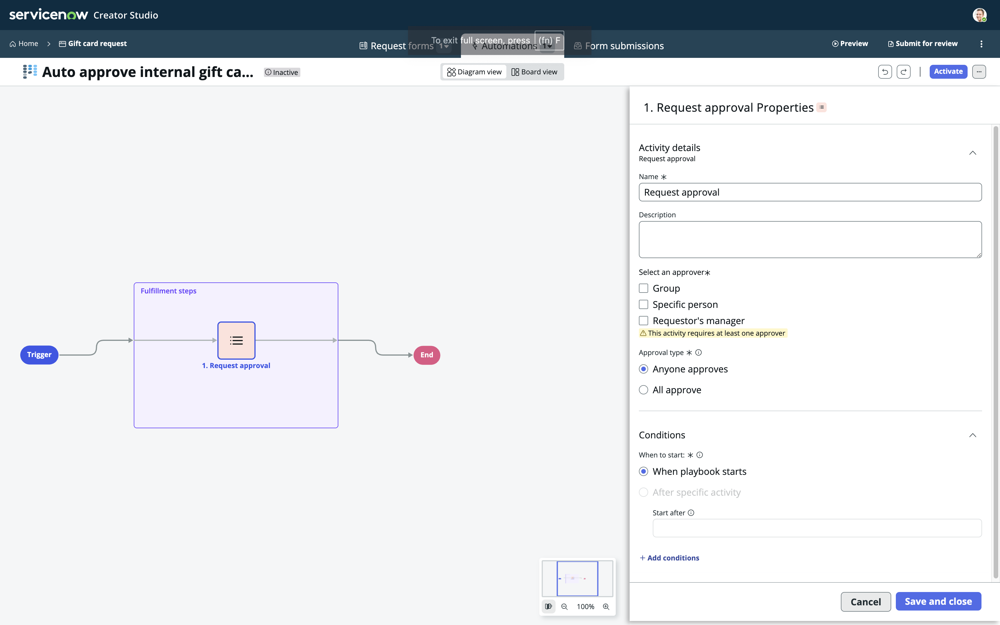 servicenow Creator Studio
Home > Gift card request
Request forms 1
Automations 1
Form submissions
To exit full screen, press (fn) F
Preview
Submit for review
Auto approve internal gift ca...
Inactive
Diagram view
Board view
Activate
...
Fulfillment steps
Trigger
1. Request approval
End
100%
1. Request approval Properties
Activity details
Request approval
Name *
Request approval
Description
Select an approver*
Group
Specific person
Requestor's manager
This activity requires at least one approver
Approval type *
Anyone approves
All approve
Conditions
When to start: *
When playbook starts
After specific activity
Start after
+ Add conditions
Cancel
Save and close